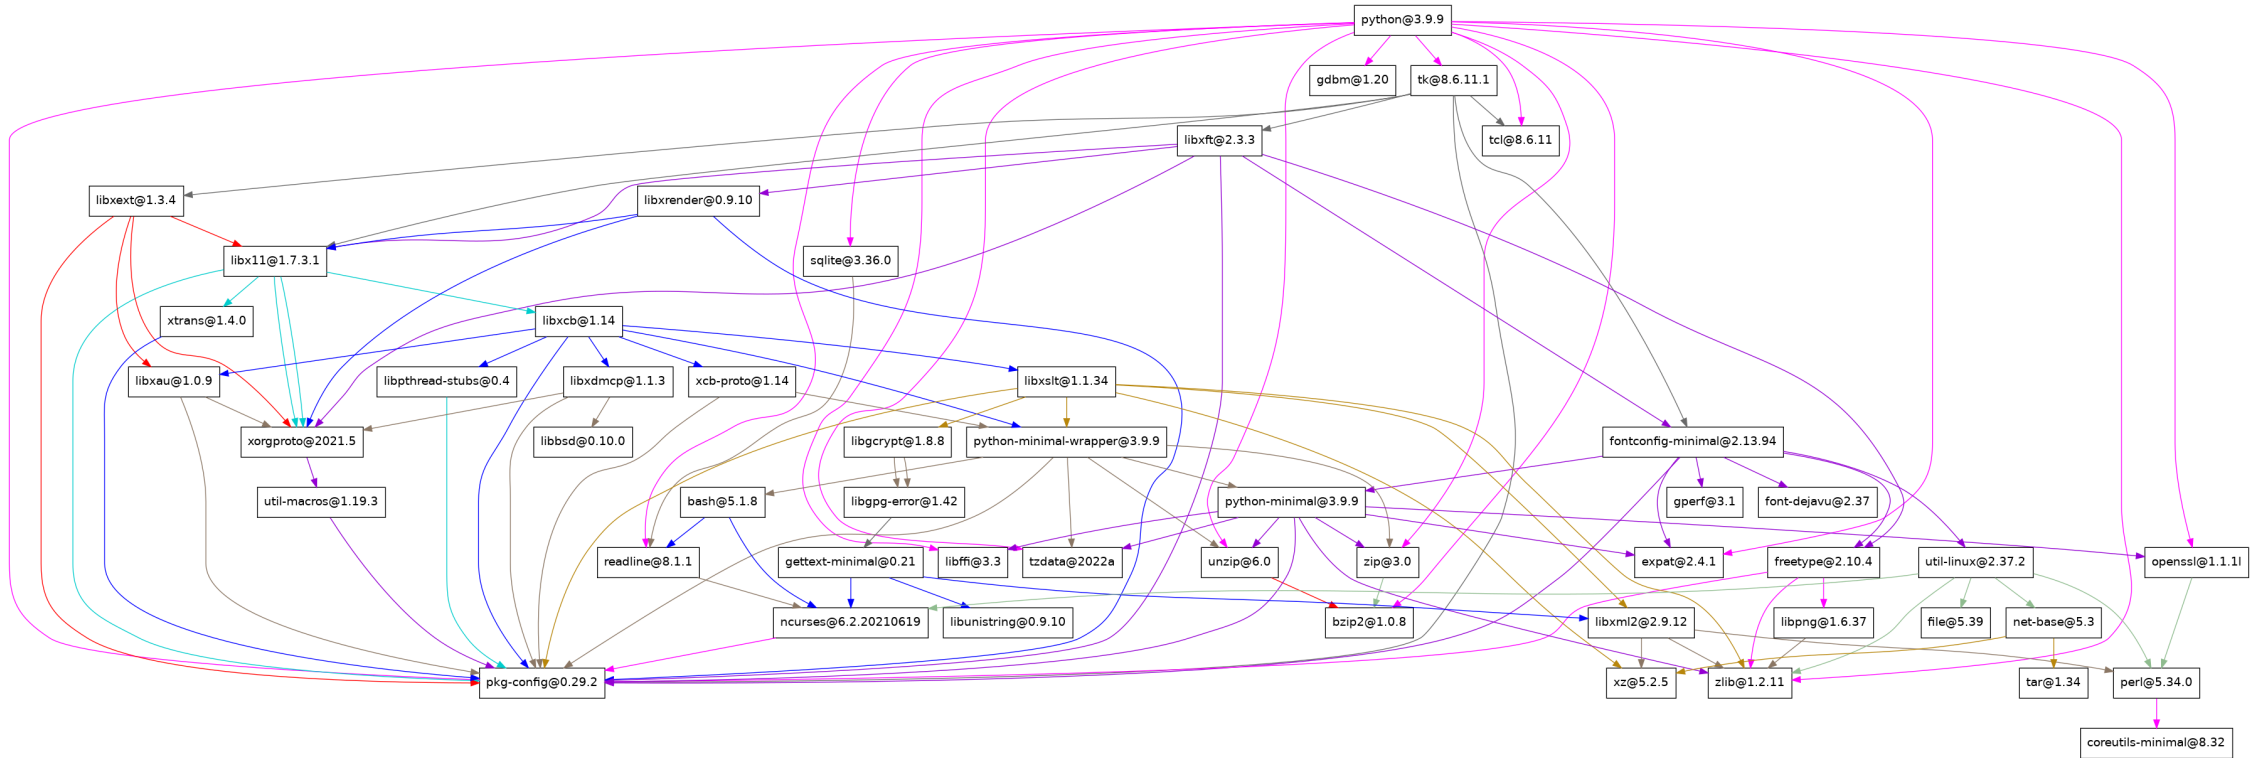 python@3.9.9
gdbm@1.20
tk@8.6.11.1
libxft@2.3.3
tcl@8.6.11
libxext@1.3.4
libxrender@0.9.10
libx11@1.7.3.1
sqlite@3.36.0
xtrans@1.4.0
libxcb@1.14
libxau@1.0.9
libpthread-stubs@0.4
libxdmcp@1.1.3
xcb-proto@1.14
libxslt@1.1.34
xorgproto@2021.5
libbsd@0.10.0
libgcrypt@1.8.8
python-minimal-wrapper@3.9.9
fontconfig-minimal@2.13.94
util-macros@1.19.3
bash@5.1.8
libgpg-error@1.42
python-minimal@3.9.9
gperf@3.1
font-dejavu@2.37
readline@8.1.1
gettext-minimal@0.21
libffi@3.3
tzdata@2022a
unzip@6.0
zip@3.0
expat@2.4.1
freetype@2.10.4
util-linux@2.37.2
openssl@1.1.1l
ncurses@6.2.20210619
libunistring@0.9.10
bzip2@1.0.8
libxml2@2.9.12
libpng@1.6.37
file@5.39
net-base@5.3
pkg-config@0.29.2
xz@5.2.5
zlib@1.2.11
tar@1.34
perl@5.34.0
coreutils-minimal@8.32